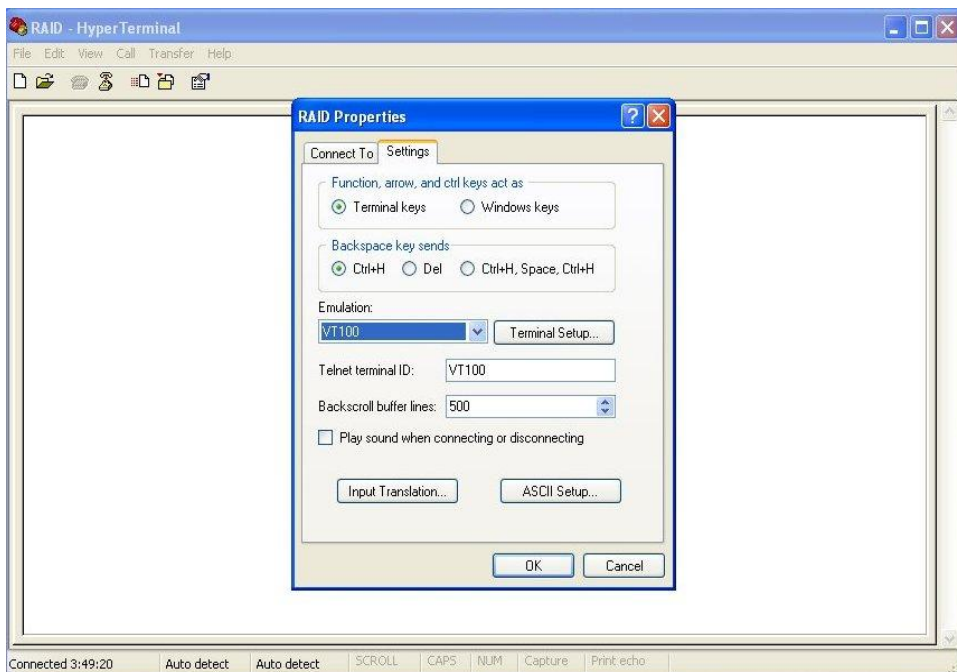 RAID - HyperTerminal
File Edit View Call Transfer Help
RAID Properties
Connect To Settings
Function, arrow, and ctrl keys act as
Terminal keys Windows keys
Backspace key sends
Ctrl+H Del Ctrl+H, Space, Ctrl+H
Emulation:
VT100 Terminal Setup...
Telnet terminal ID: VT100
Backscroll buffer lines: 500
Play sound when connecting or disconnecting
Input Translation... ASCII Setup...
OK Cancel
Connected 3:49:20 Auto detect Auto detect SCROLL CAPS NUM Capture Print echo